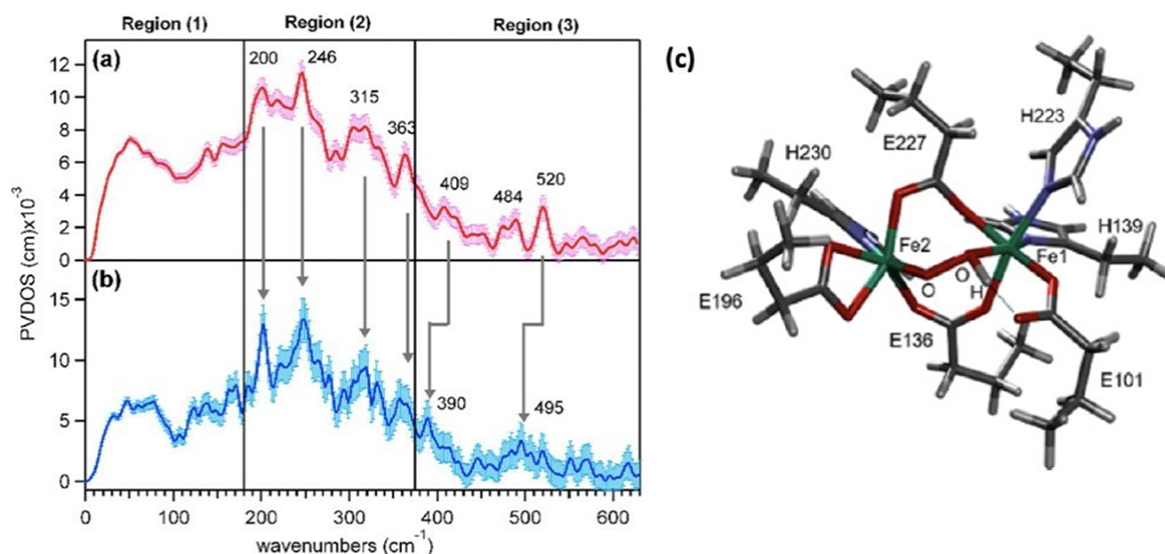 Region (1) Region (2) Region (3)
(a)
200 246 315 363 409 484 520
12
10
8
6
4
2
0
PVDOS (cm)x10⁻³
(b)
390 495
15
10
5
0
0 100 200 300 400 500 600
wavenumbers (cm⁻¹)
(c)
H223
E227
H230
H139
Fe2
Fe1
O
O
H
E196
E136
E101